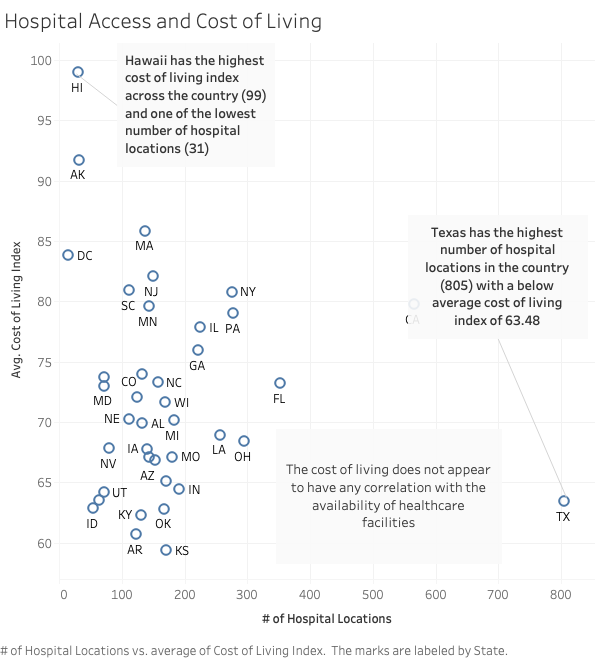 Hospital Access and Cost of Living
100
95
90
85
80
75
70
65
60
Avg. Cost of Living Index
HI
Hawaii has the highest
cost of living index
across the country (99)
and one of the lowest
number of hospital
locations (31)
AK
MA
DC
Texas has the highest
number of hospital
locations in the country
(805) with a below
average cost of living
index of 63.48
NJ
SC
MN
NY
PA
IL
CA
GA
CO
NC
MD
FL
WI
NE
AL
MI
LA
OH
NV
IA
AZ
MO
UT
IN
ID
KY
OK
AR
KS
The cost of living does not appear
to have any correlation with the
availability of healthcare
facilities
TX
0 100 200 300 400 500 600 700 800
# of Hospital Locations
# of Hospital Locations vs. average of Cost of Living Index. The marks are labeled by State.